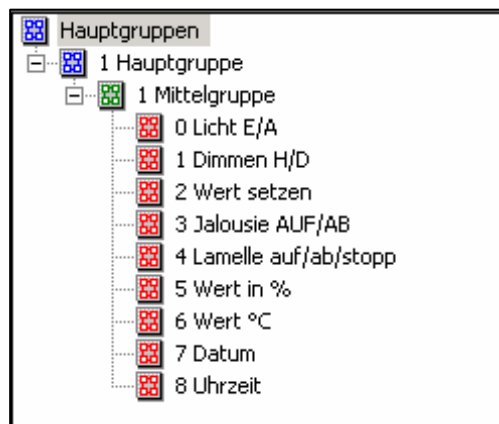 Hauptgruppen
1 Hauptgruppe
1 Mittelgruppe
0 Licht E/A
1 Dimmen H/D
2 Wert setzen
3 Jalousie AUF/AB
4 Lamelle auf/ab/stopp
5 Wert in %
6 Wert °C
7 Datum
8 Uhrzeit